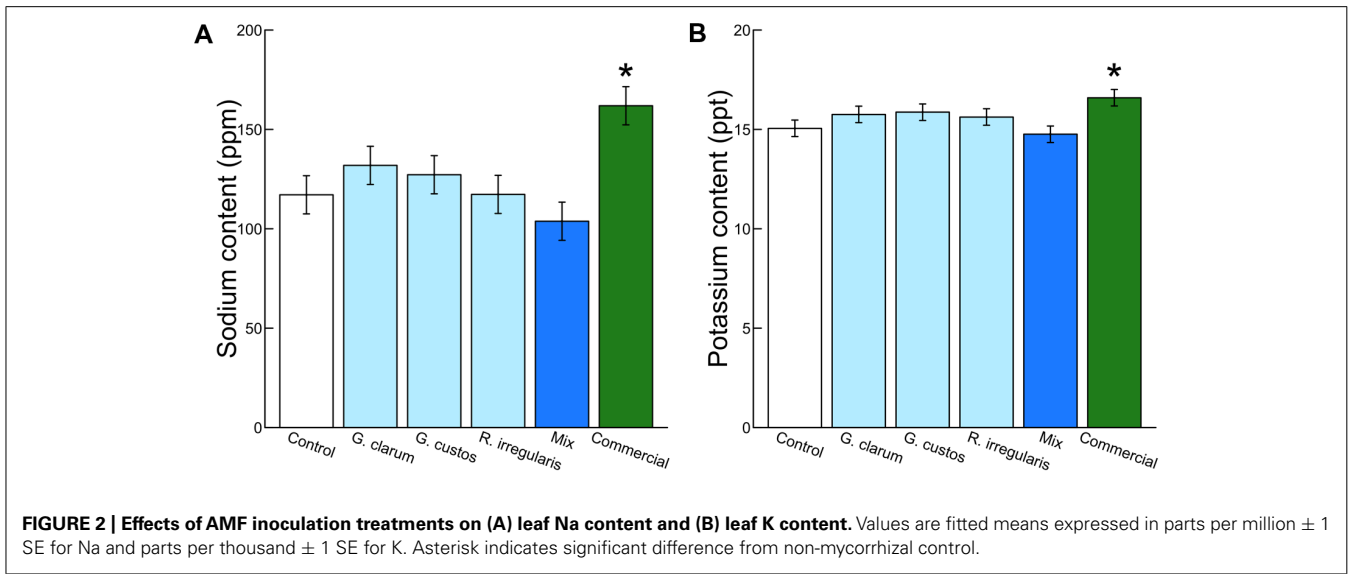 A
200
150
100
50
0
Sodium content (ppm)
*
Control
G. clarum
G. custos
R. irregularis
Mix
Commercial
B
20
15
10
5
0
Potassium content (ppt)
*
Control
G. clarum
G. custos
R. irregularis
Mix
Commercial
FIGURE 2 | Effects of AMF inoculation treatments on (A) leaf Na content and (B) leaf K content. Values are fitted means expressed in parts per million ± 1
SE for Na and parts per thousand ± 1 SE for K. Asterisk indicates significant difference from non-mycorrhizal control.